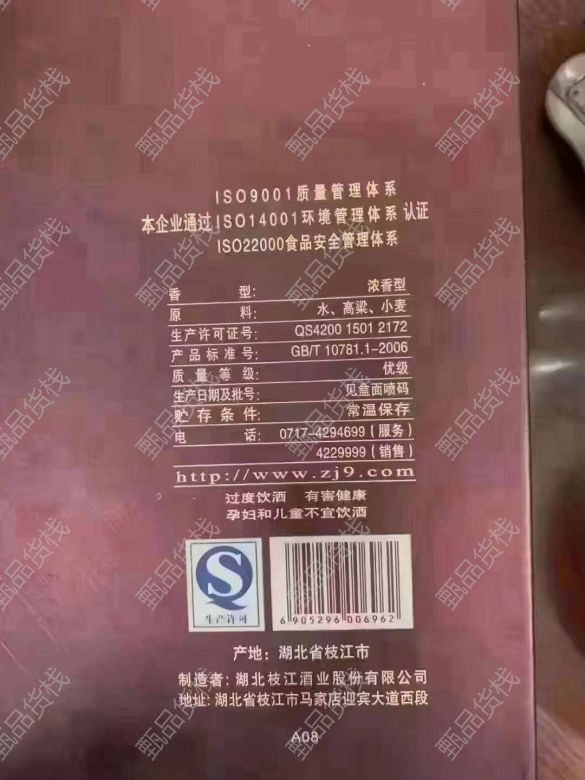 ISO9001质量管理体系
本企业通过ISO14001环境管理体系 认证
ISO22000食品安全管理体系
香型: 浓香型
原料: 水、高粱、小麦
生产许可证号: QS4200 1501 2172
产品标准号: GB/T 10781.1-2006
质量等级: 优级
生产日期及批号: 见盒面喷码
贮存条件: 常温保存
电话: 0717-4294699(服务)
4229999(销售)
http://www.zj9.com
过度饮酒 有害健康
孕妇和儿童不宜饮酒
生产许可
6 905296 006962
产地: 湖北省枝江市
制造者: 湖北枝江酒业股份有限公司
地址: 湖北省枝江市马家店迎宾大道西段
A08
甄品货栈